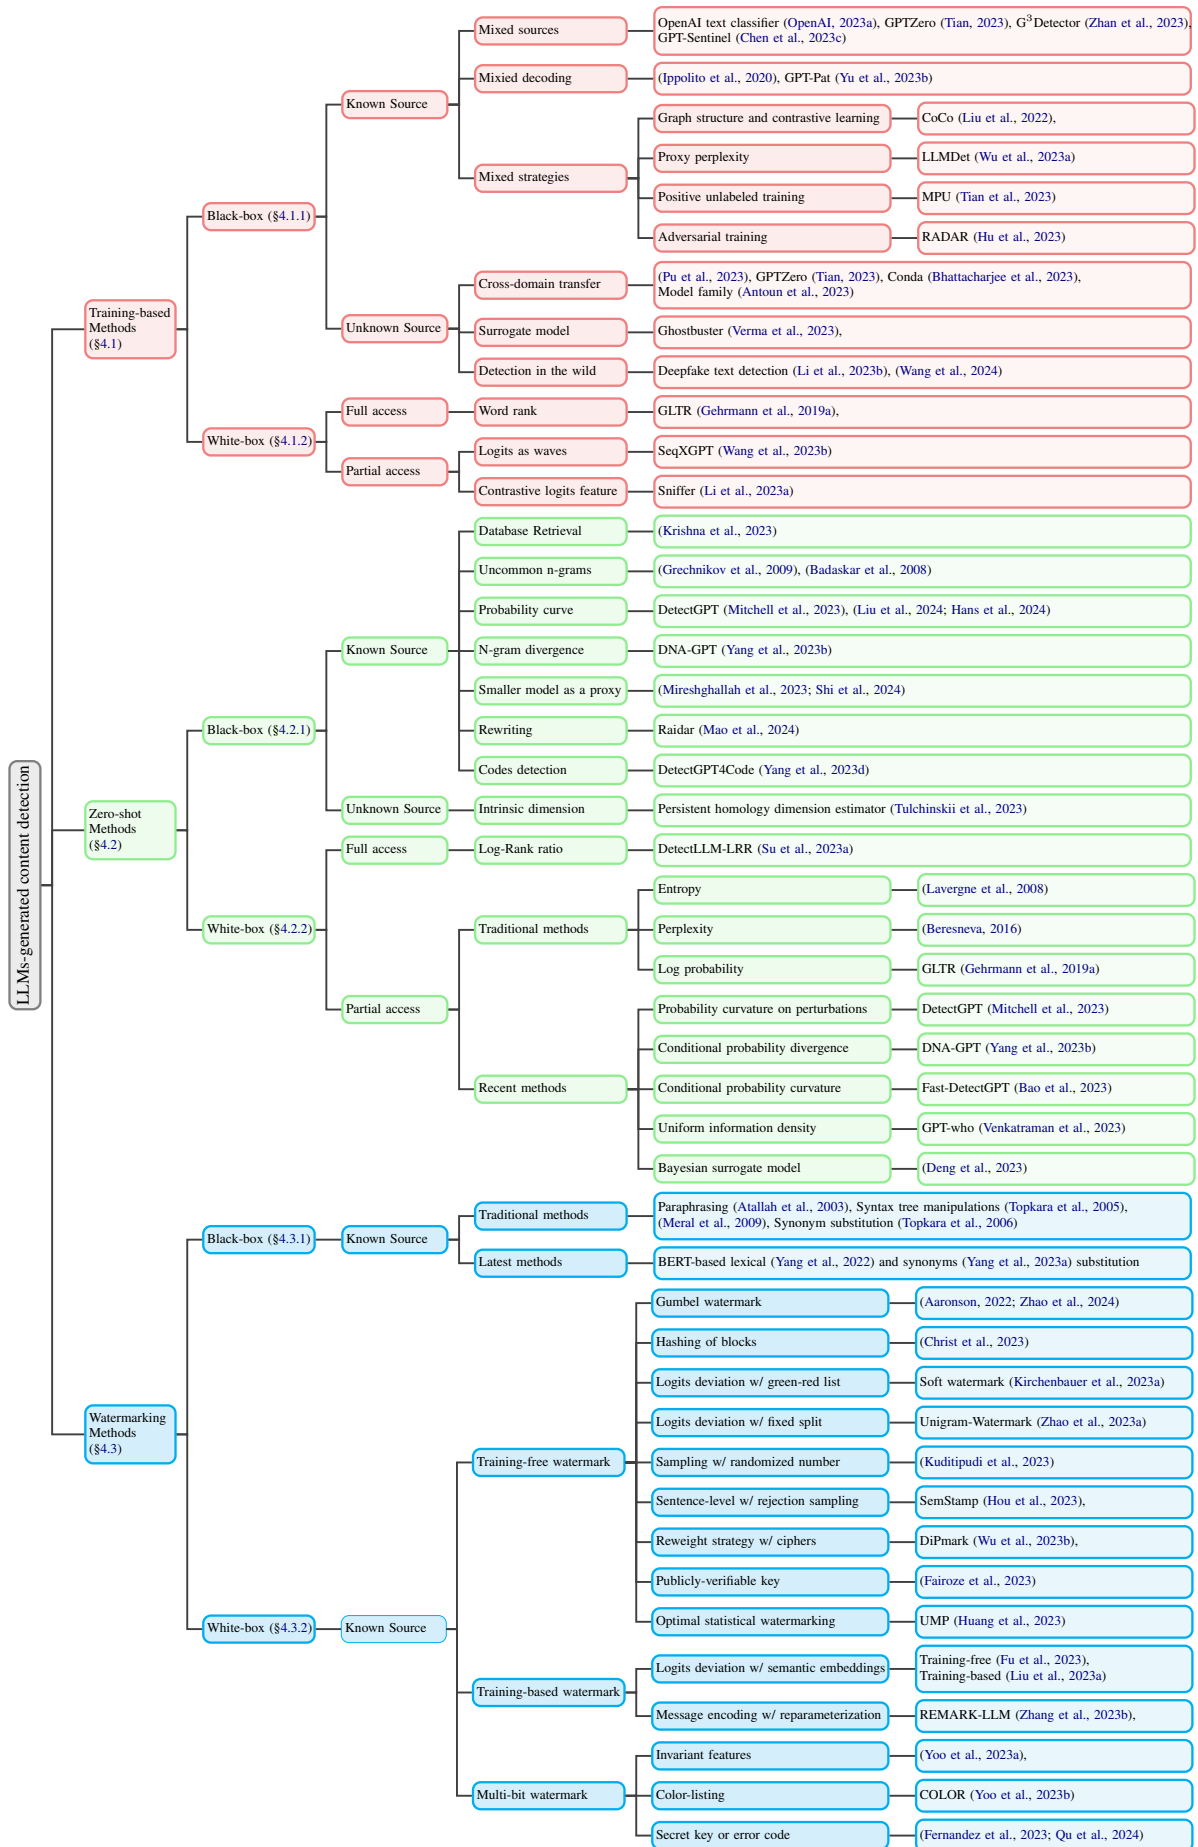 LLMs-generated content detection
Training-based
Methods
(§4.1)
Black-box (§4.1.1)
Known Source
Mixed sources
OpenAI text classifier (OpenAI, 2023a), GPTZero (Tian, 2023), G³Detector (Zhan et al., 2023),
GPT-Sentinel (Chen et al., 2023c)
Mixied decoding
(Ippolito et al., 2020), GPT-Pat (Yu et al., 2023b)
Mixed strategies
Graph structure and contrastive learning
CoCo (Liu et al., 2022),
Proxy perplexity
LLMDet (Wu et al., 2023a)
Positive unlabeled training
MPU (Tian et al., 2023)
Adversarial training
RADAR (Hu et al., 2023)
Unknown Source
Cross-domain transfer
(Pu et al., 2023), GPTZero (Tian, 2023), Conda (Bhattacharjee et al., 2023),
Model family (Antoun et al., 2023)
Surrogate model
Ghostbuster (Verma et al., 2023),
Detection in the wild
Deepfake text detection (Li et al., 2023b), (Wang et al., 2024)
White-box (§4.1.2)
Full access
Word rank
GLTR (Gehrmann et al., 2019a),
Partial access
Logits as waves
SeqXGPT (Wang et al., 2023b)
Contrastive logits feature
Sniffer (Li et al., 2023a)
Zero-shot
Methods
(§4.2)
Black-box (§4.2.1)
Known Source
Database Retrieval
(Krishna et al., 2023)
Uncommon n-grams
(Grechnikov et al., 2009), (Badaskar et al., 2008)
Probability curve
DetectGPT (Mitchell et al., 2023), (Liu et al., 2024; Hans et al., 2024)
N-gram divergence
DNA-GPT (Yang et al., 2023b)
Smaller model as a proxy
(Mireshghallah et al., 2023; Shi et al., 2024)
Rewriting
Raidar (Mao et al., 2024)
Codes detection
DetectGPT4Code (Yang et al., 2023d)
Unknown Source
Intrinsic dimension
Persistent homology dimension estimator (Tulchinskii et al., 2023)
White-box (§4.2.2)
Full access
Log-Rank ratio
DetectLLM-LRR (Su et al., 2023a)
Partial access
Traditional methods
Entropy
(Lavergne et al., 2008)
Perplexity
(Beresneva, 2016)
Log probability
GLTR (Gehrmann et al., 2019a)
Recent methods
Probability curvature on perturbations
DetectGPT (Mitchell et al., 2023)
Conditional probability divergence
DNA-GPT (Yang et al., 2023b)
Conditional probability curvature
Fast-DetectGPT (Bao et al., 2023)
Uniform information density
GPT-who (Venkatraman et al., 2023)
Bayesian surrogate model
(Deng et al., 2023)
Watermarking
Methods
(§4.3)
Black-box (§4.3.1)
Known Source
Traditional methods
Paraphrasing (Atallah et al., 2003), Syntax tree manipulations (Topkara et al., 2005),
(Meral et al., 2009), Synonym substitution (Topkara et al., 2006)
Latest methods
BERT-based lexical (Yang et al., 2022) and synonyms (Yang et al., 2023a) substitution
White-box (§4.3.2)
Known Source
Training-free watermark
Gumbel watermark
(Aaronson, 2022; Zhao et al., 2024)
Hashing of blocks
(Christ et al., 2023)
Logits deviation w/ green-red list
Soft watermark (Kirchenbauer et al., 2023a)
Logits deviation w/ fixed split
Unigram-Watermark (Zhao et al., 2023a)
Sampling w/ randomized number
(Kuditipudi et al., 2023)
Sentence-level w/ rejection sampling
SemStamp (Hou et al., 2023),
Reweight strategy w/ ciphers
DiPmark (Wu et al., 2023b),
Publicly-verifiable key
(Fairoze et al., 2023)
Optimal statistical watermarking
UMP (Huang et al., 2023)
Training-based watermark
Logits deviation w/ semantic embeddings
Training-free (Fu et al., 2023),
Training-based (Liu et al., 2023a)
Message encoding w/ reparameterization
REMARK-LLM (Zhang et al., 2023b),
Multi-bit watermark
Invariant features
(Yoo et al., 2023a),
Color-listing
COLOR (Yoo et al., 2023b)
Secret key or error code
(Fernandez et al., 2023; Qu et al., 2024)